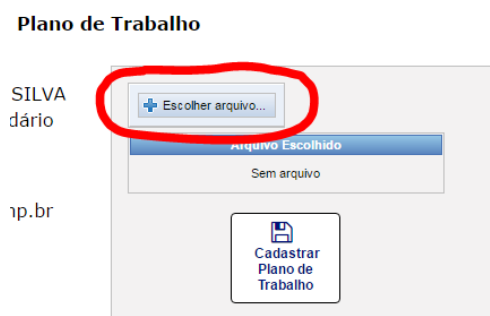 Plano de Trabalho
SILVA
dário
Escolher arquivo...
Arquivo Escolhido
Sem arquivo
np.br
Cadastrar
Plano de
Trabalho